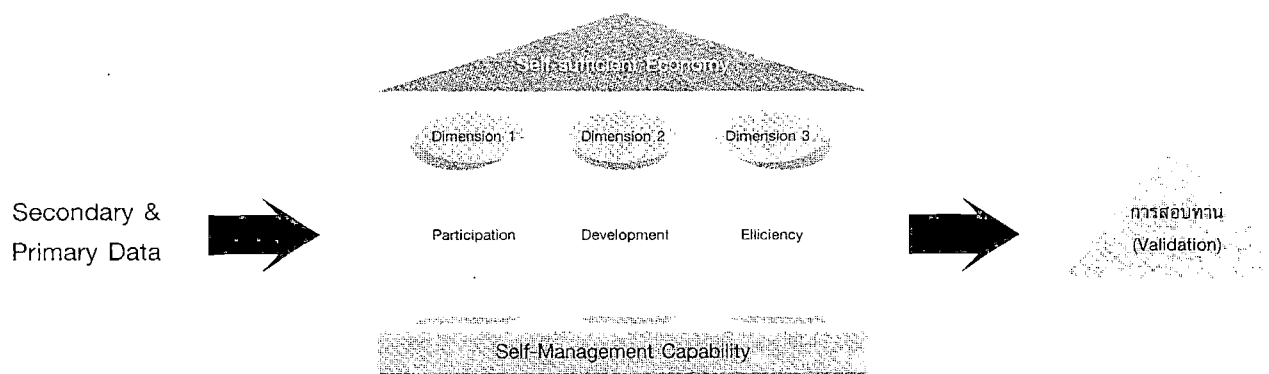 Self-sufficient Economy
Dimension 1
Dimension 2
Dimension 3
Secondary &
Primary Data
Participation
Development
Efficiency
การสอบทาน
(Validation)
Self-Management Capability